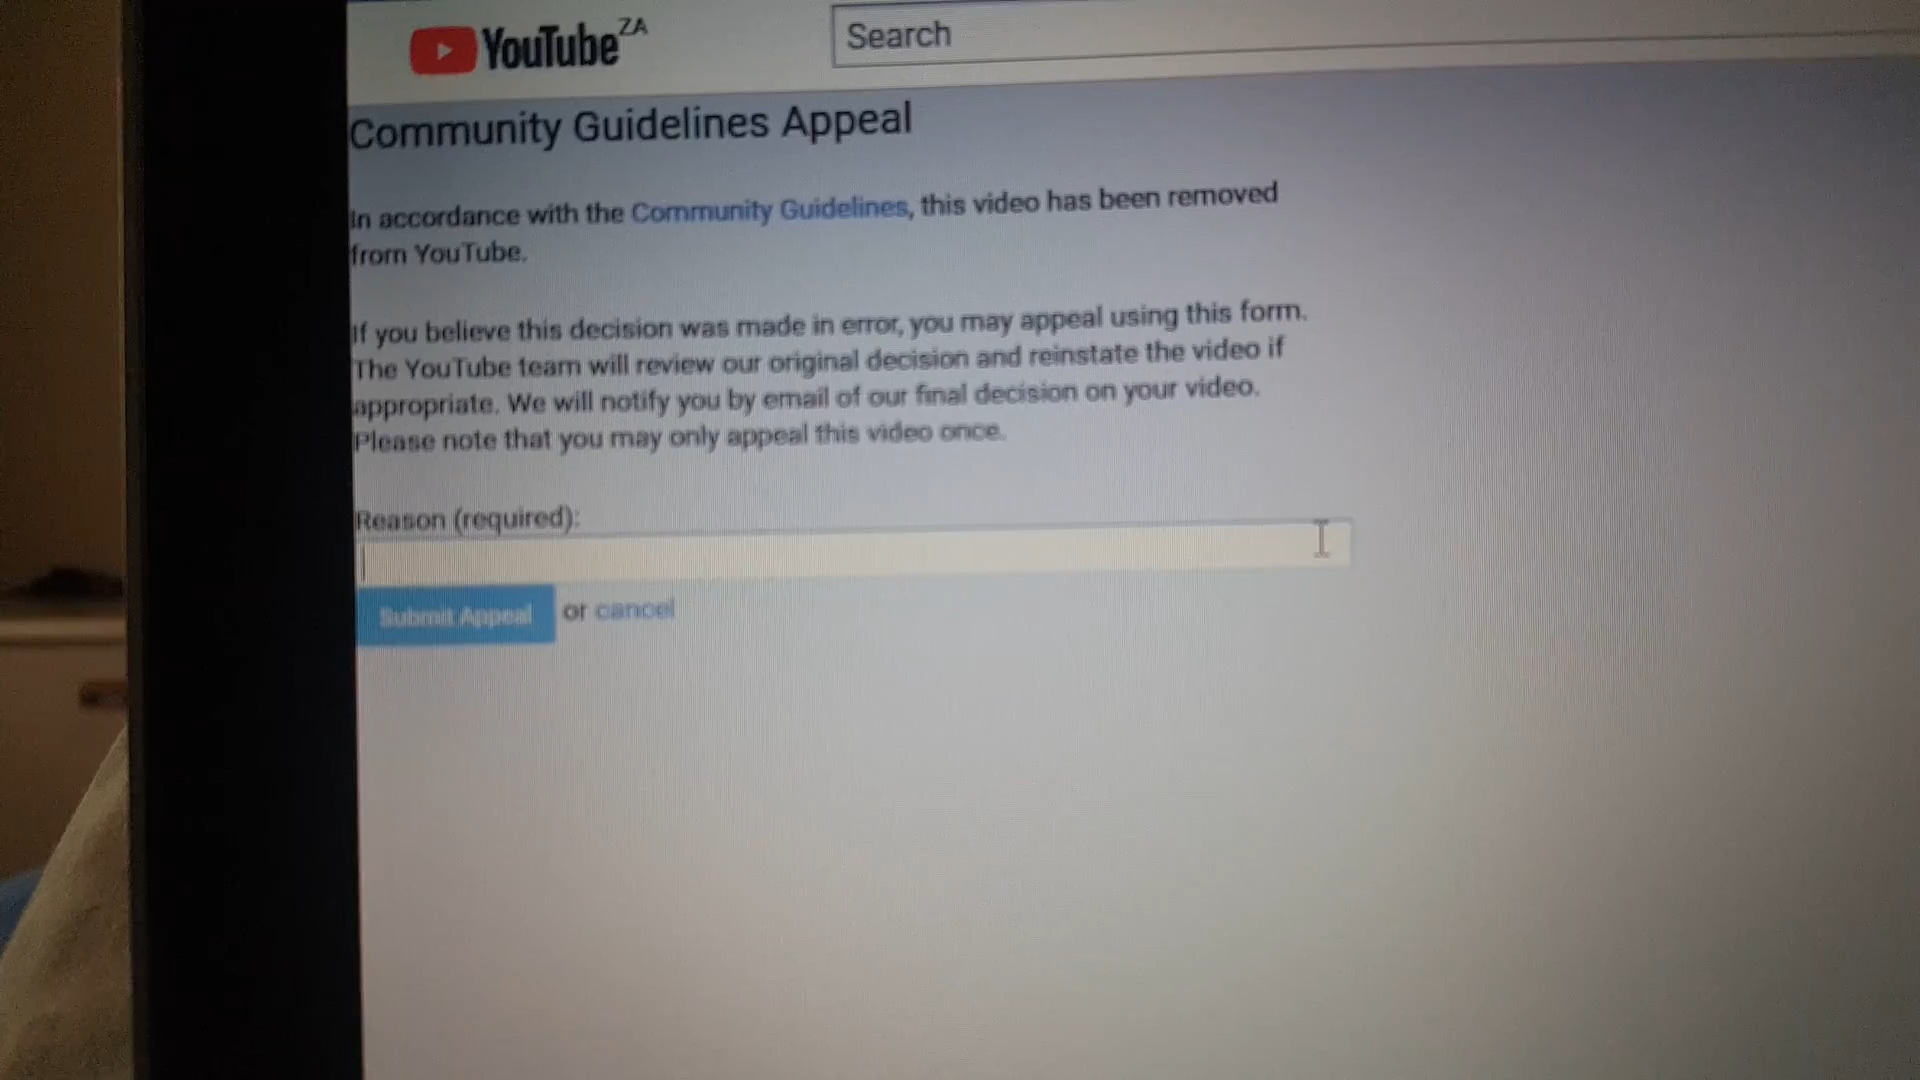 YouTube ZA
Search
Community Guidelines Appeal
In accordance with the Community Guidelines, this video has been removed
from YouTube.
If you believe this decision was made in error, you may appeal using this form.
The YouTube team will review our original decision and reinstate the video if
appropriate. We will notify you by email of our final decision on your video.
Please note that you may only appeal this video once.
Reason (required):
Submit Appeal or cancel